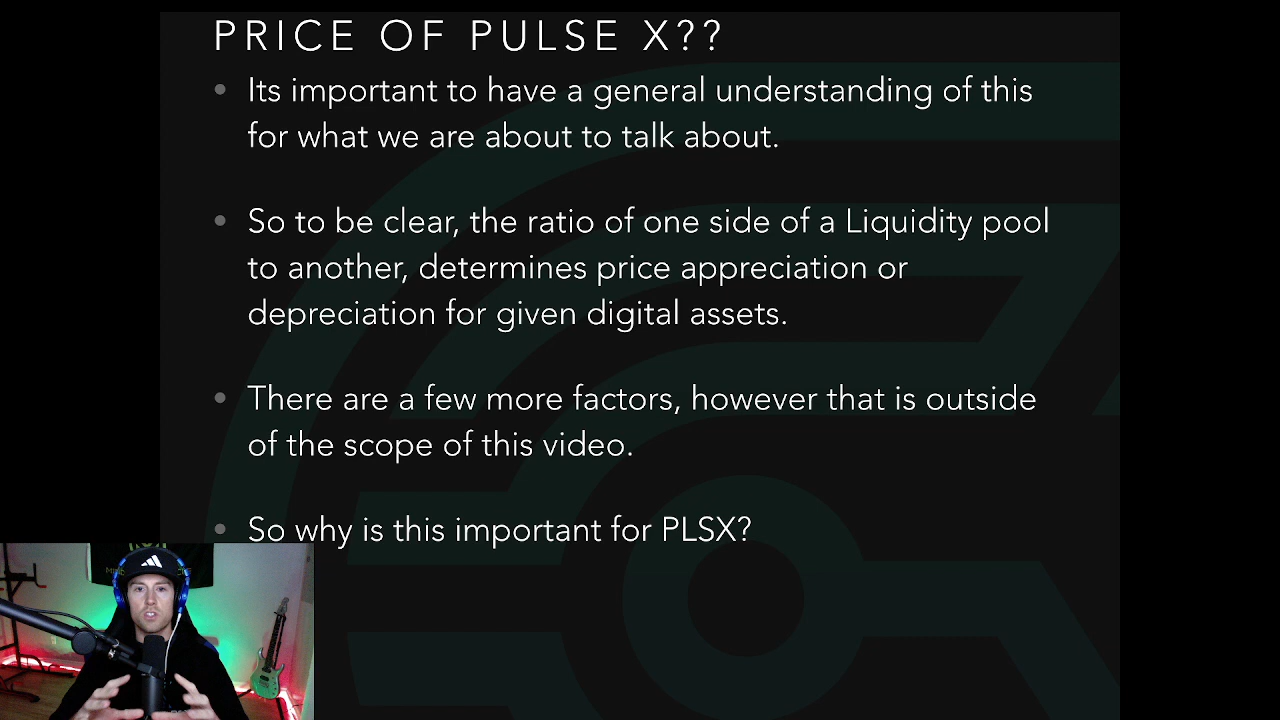 PRICE OF PULSE X??
Its important to have a general understanding of this
for what we are about to talk about.
So to be clear, the ratio of one side of a Liquidity pool
to another, determines price appreciation or
depreciation for given digital assets.
There are a few more factors, however that is outside
of the scope of this video.
So why is this important for PLSX?